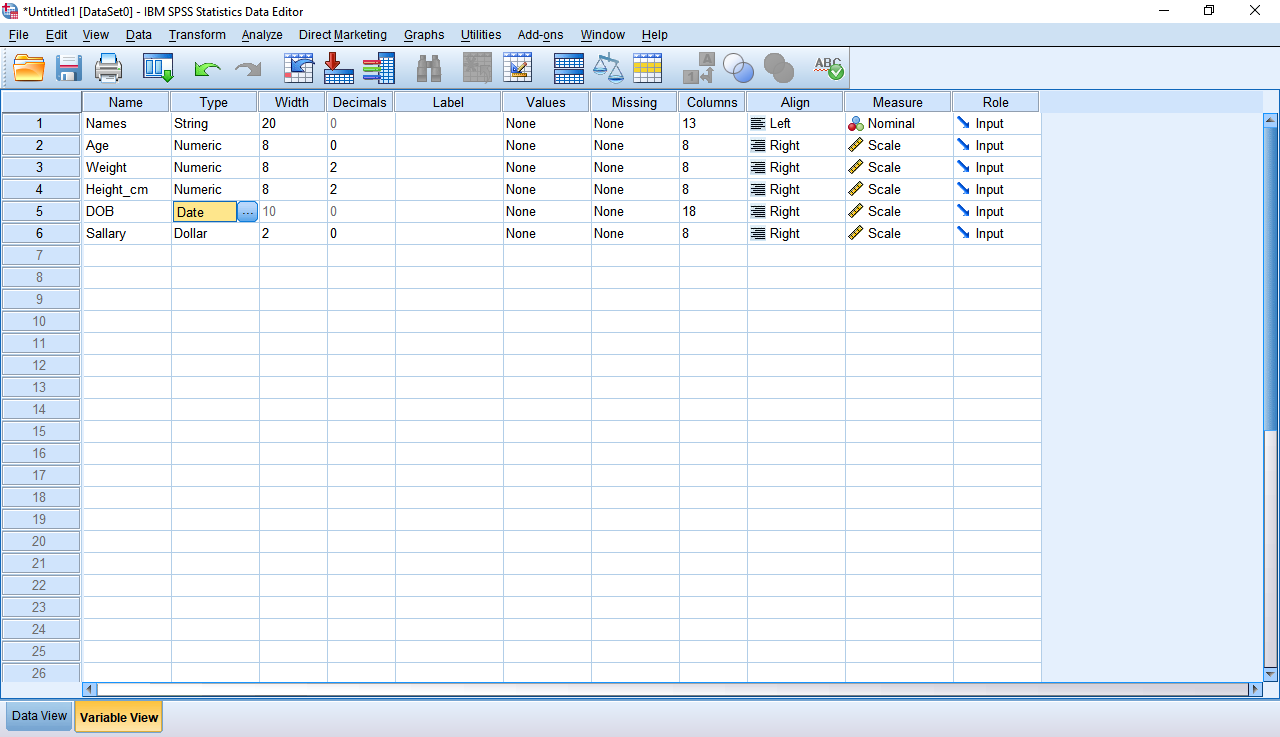 *Untitled1 [DataSet0] - IBM SPSS Statistics Data Editor
File Edit View Data Transform Analyze Direct Marketing Graphs Utilities Add-ons Window Help
A 1 ABC
Name Type Width Decimals Label Values Missing Columns Align Measure Role
1 Names String 20 0 None None 13 Left Nominal Input
2 Age Numeric 8 0 None None 8 Right Scale Input
3 Weight Numeric 8 2 None None 8 Right Scale Input
4 Height_cm Numeric 8 2 None None 8 Right Scale Input
5 DOB Date ... 10 0 None None 18 Right Scale Input
6 Sallary Dollar 2 0 None None 8 Right Scale Input
7
8
9
10
11
12
13
14
15
16
17
18
19
20
21
22
23
24
25
26
Data View Variable View